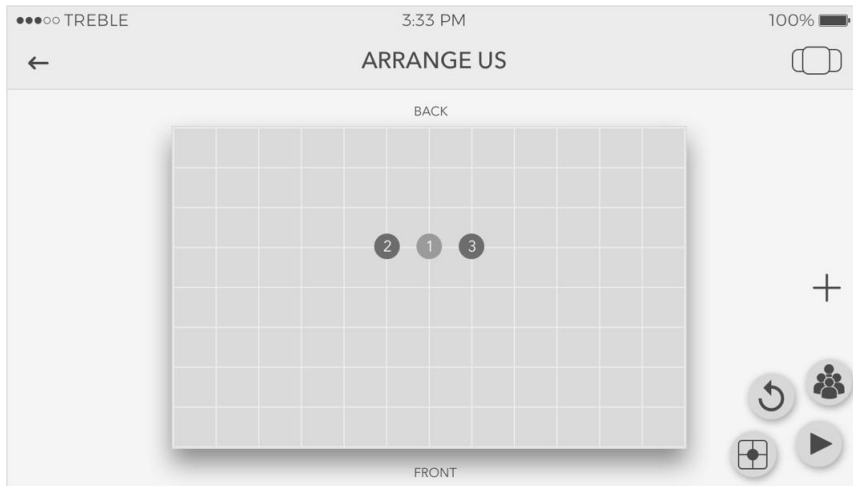 TREBLE 3:33 PM 100%
ARRANGE US
BACK
2 1 3
FRONT